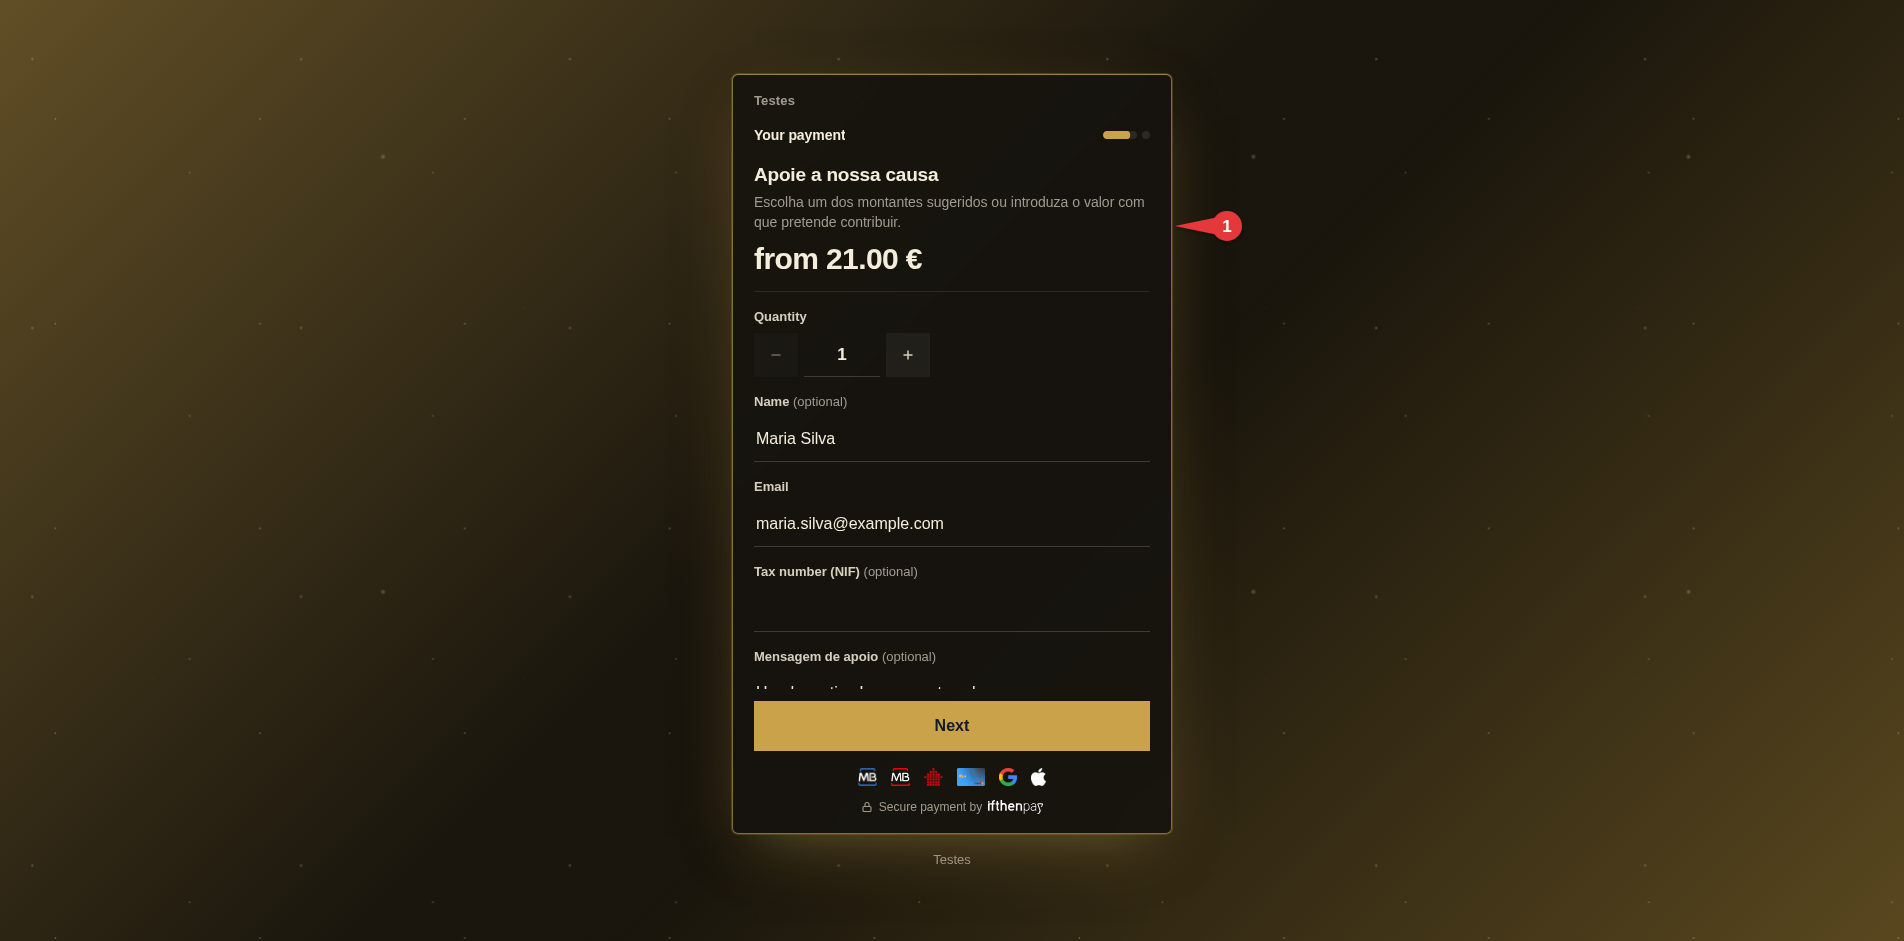 Testes
Your payment
Apoie a nossa causa
Escolha um dos montantes sugeridos ou introduza o valor com
que pretende contribuir.
1
from 21.00 €
Quantity
− 1 +
Name (optional)
Maria Silva
Email
maria.silva@example.com
Tax number (NIF) (optional)
Mensagem de apoio (optional)
Next
MB MB
Secure payment by ifthenpay
Testes